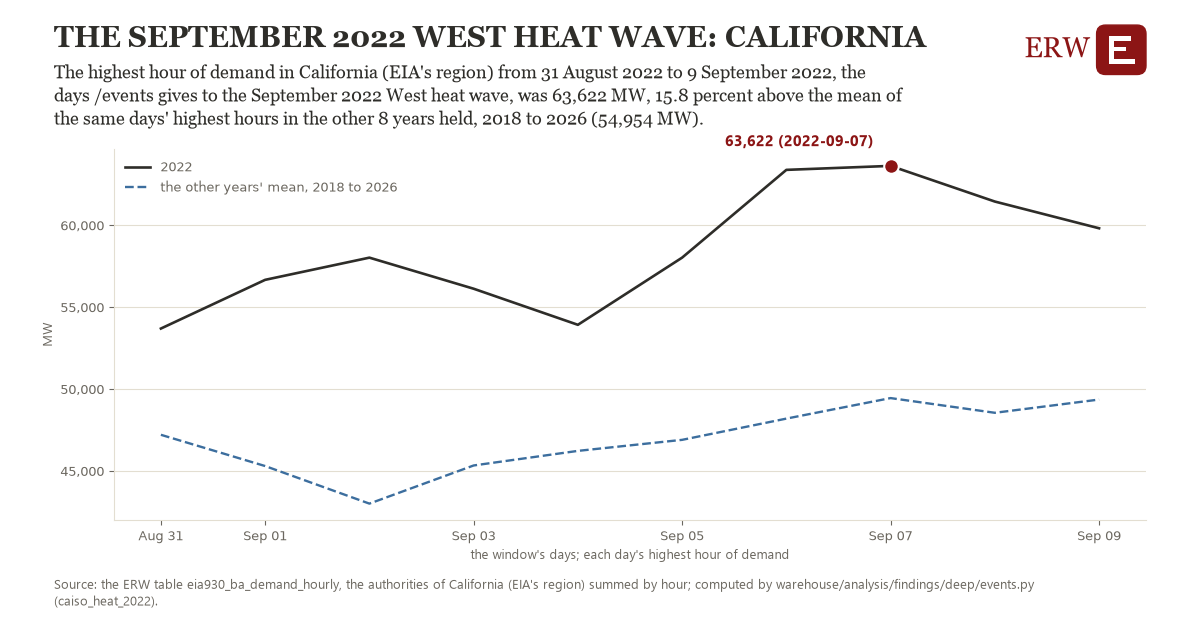 THE SEPTEMBER 2022 WEST HEAT WAVE: CALIFORNIA
ERW E
The highest hour of demand in California (EIA's region) from 31 August 2022 to 9 September 2022, the
days /events gives to the September 2022 West heat wave, was 63,622 MW, 15.8 percent above the mean of
the same days' highest hours in the other 8 years held, 2018 to 2026 (54,954 MW).
63,622 (2022-09-07)
2022
the other years' mean, 2018 to 2026
60,000
55,000
50,000
45,000
MW
Aug 31 Sep 01 Sep 03 Sep 05 Sep 07 Sep 09
the window's days; each day's highest hour of demand
Source: the ERW table eia930_ba_demand_hourly, the authorities of California (EIA's region) summed by hour; computed by warehouse/analysis/findings/deep/events.py
(caiso_heat_2022).